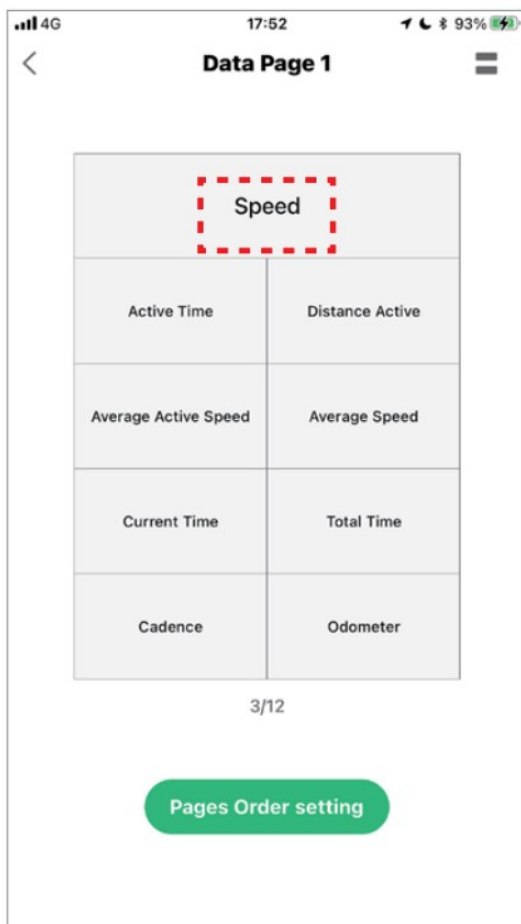 4G 17:52 93%
Data Page 1
Speed
Active Time Distance Active
Average Active Speed Average Speed
Current Time Total Time
Cadence Odometer
3/12
Pages Order setting